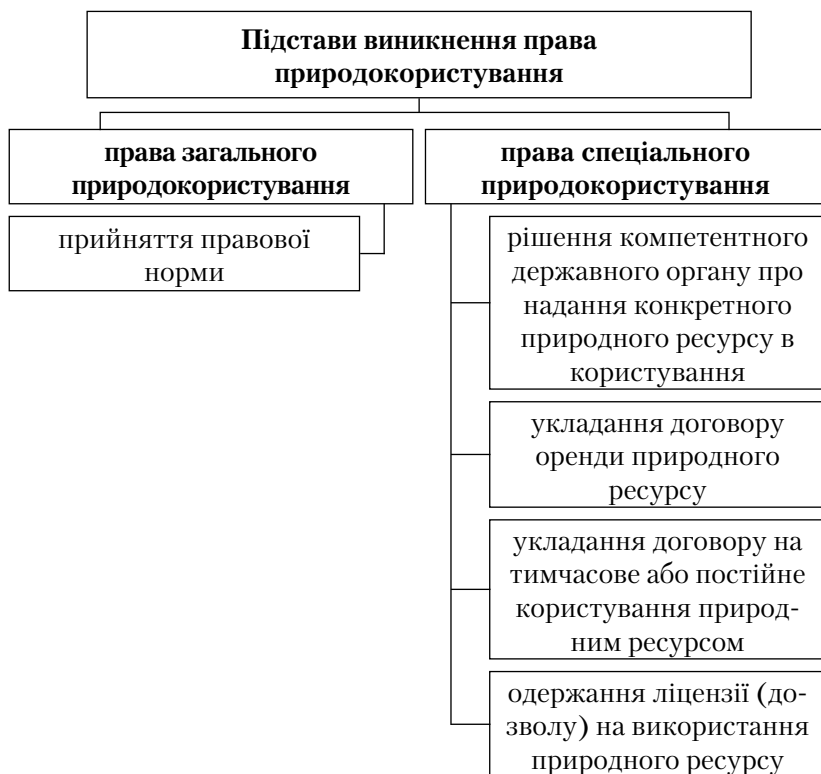 Підстави виникнення права
природокористування
права загального
природокористування
прийняття правової
норми
права спеціального
природокористування
рішення компетентного
державного органу про
надання конкретного
природного ресурсу в
користування
укладання договору
оренди природного
ресурсу
укладання договору на
тимчасове або постійне
користування природ-
ним ресурсом
одержання ліцензії (до-
зволу) на використання
природного ресурсу